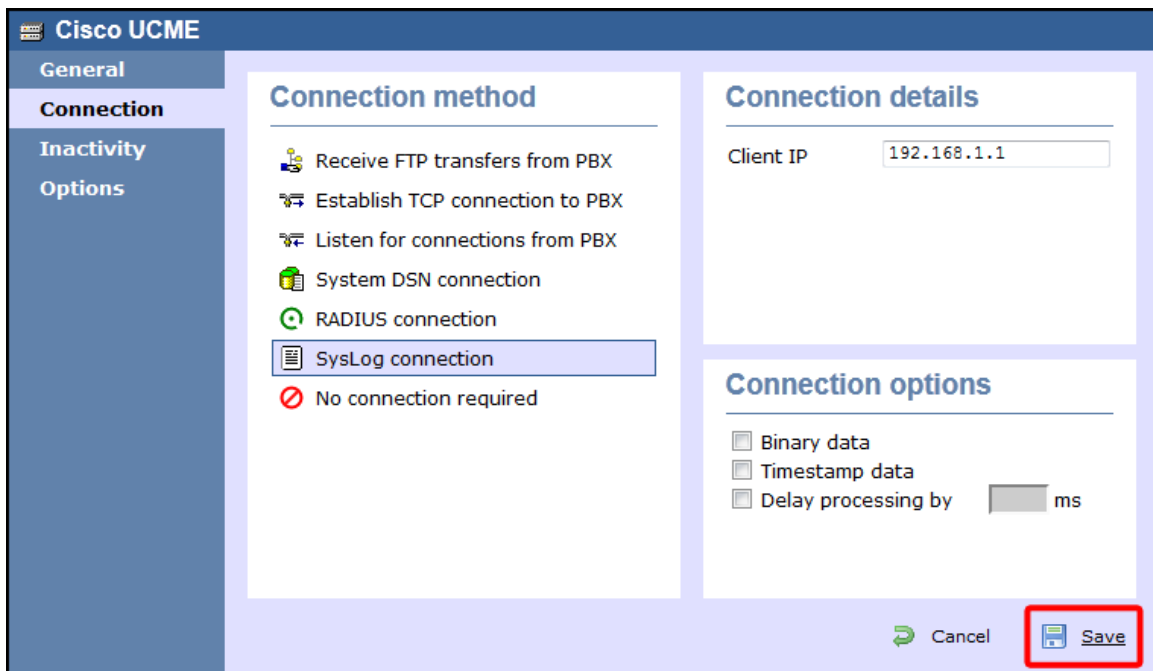 Cisco UCME
General
Connection
Inactivity
Options
Connection method
Receive FTP transfers from PBX
Establish TCP connection to PBX
Listen for connections from PBX
System DSN connection
RADIUS connection
SysLog connection
No connection required
Connection details
Client IP 192.168.1.1
Connection options
Binary data
Timestamp data
Delay processing by ms
Cancel Save